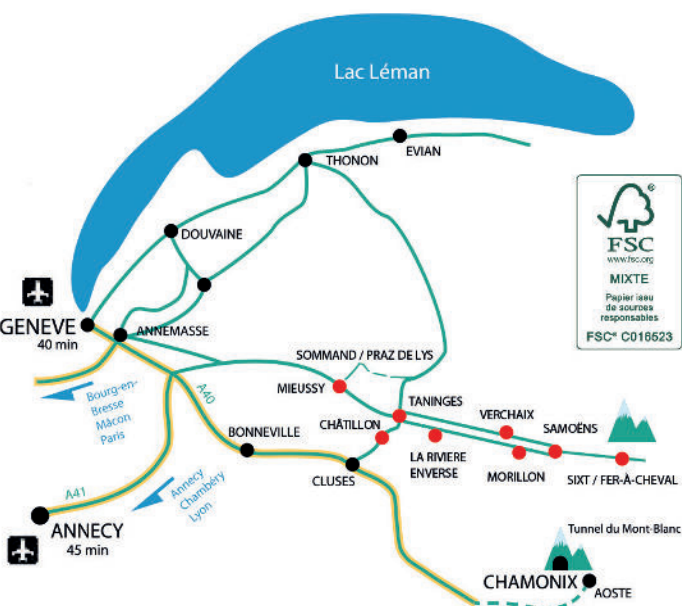 Lac Léman
EVIAN
THONON
DOUVAINE
FSC
www.fsc.org
MIXTE
Papier issu
de sources
responsables
FSC® C016523
GENEVE
40 min
ANNEMASSE
SOMMAND / PRAZ DE LYS
MIEUSSY
A40
Bourg-en-
Bresse
Mâcon
Paris
TANINGES
CHÂTILLON
VERCHAIX
SAMOËNS
BONNEVILLE
LA RIVIERE
ENVERSE
MORILLON
CLUSES
SIXT / FER-À-CHEVAL
A41
Annecy
Chambéry
Lyon
ANNECY
45 min
Tunnel du Mont-Blanc
CHAMONIX
AOSTE